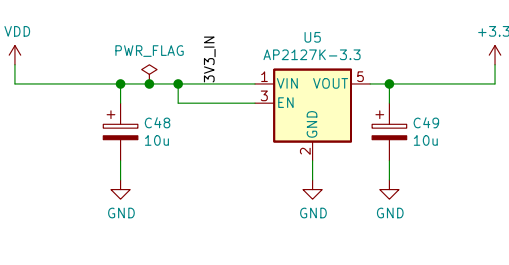 VDD
PWR_FLAG
3V3_IN
U5
AP2127K-3.3
+3.3
1
VIN
VOUT
5
3
EN
GND
2
+
C48
10u
+
C49
10u
GND
GND
GND